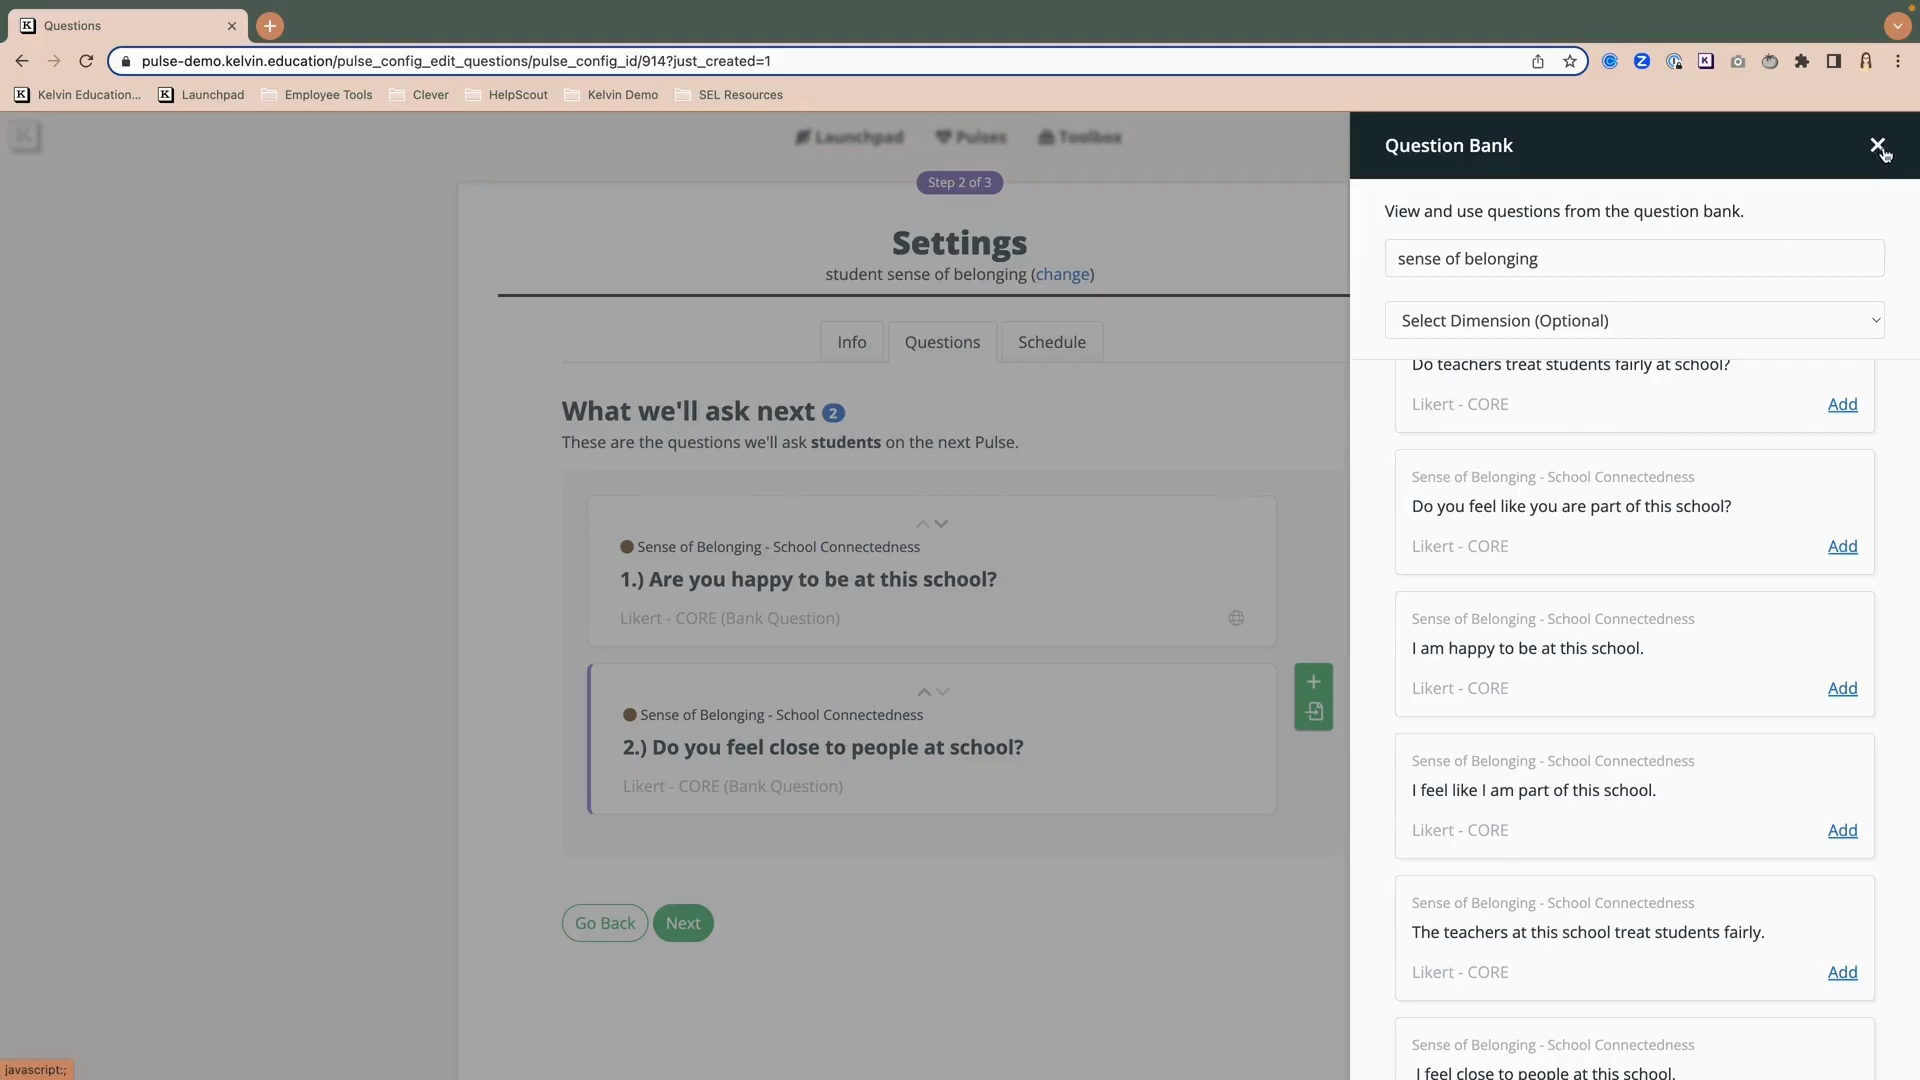 Questions
pulse-demo.kelvin.education/pulse_config_edit_questions/pulse_config_id/914?just_created=1
Kelvin Education...
Launchpad
Employee Tools
Clever
HelpScout
Kelvin Demo
SEL Resources
Launchpad
Pulses
Toolbox
Step 2 of 3
Settings
student sense of belonging (change)
Info
Questions
Schedule
What we'll ask next 2
These are the questions we'll ask students on the next Pulse.
Sense of Belonging - School Connectedness
1.) Are you happy to be at this school?
Likert - CORE (Bank Question)
Sense of Belonging - School Connectedness
2.) Do you feel close to people at school?
Likert - CORE (Bank Question)
Go Back
Next
javascript:;
Question Bank
View and use questions from the question bank.
sense of belonging
Select Dimension (Optional)
Do teachers treat students fairly at school?
Likert - CORE
Add
Sense of Belonging - School Connectedness
Do you feel like you are part of this school?
Likert - CORE
Add
Sense of Belonging - School Connectedness
I am happy to be at this school.
Likert - CORE
Add
Sense of Belonging - School Connectedness
I feel like I am part of this school.
Likert - CORE
Add
Sense of Belonging - School Connectedness
The teachers at this school treat students fairly.
Likert - CORE
Add
Sense of Belonging - School Connectedness
I feel close to people at this school.